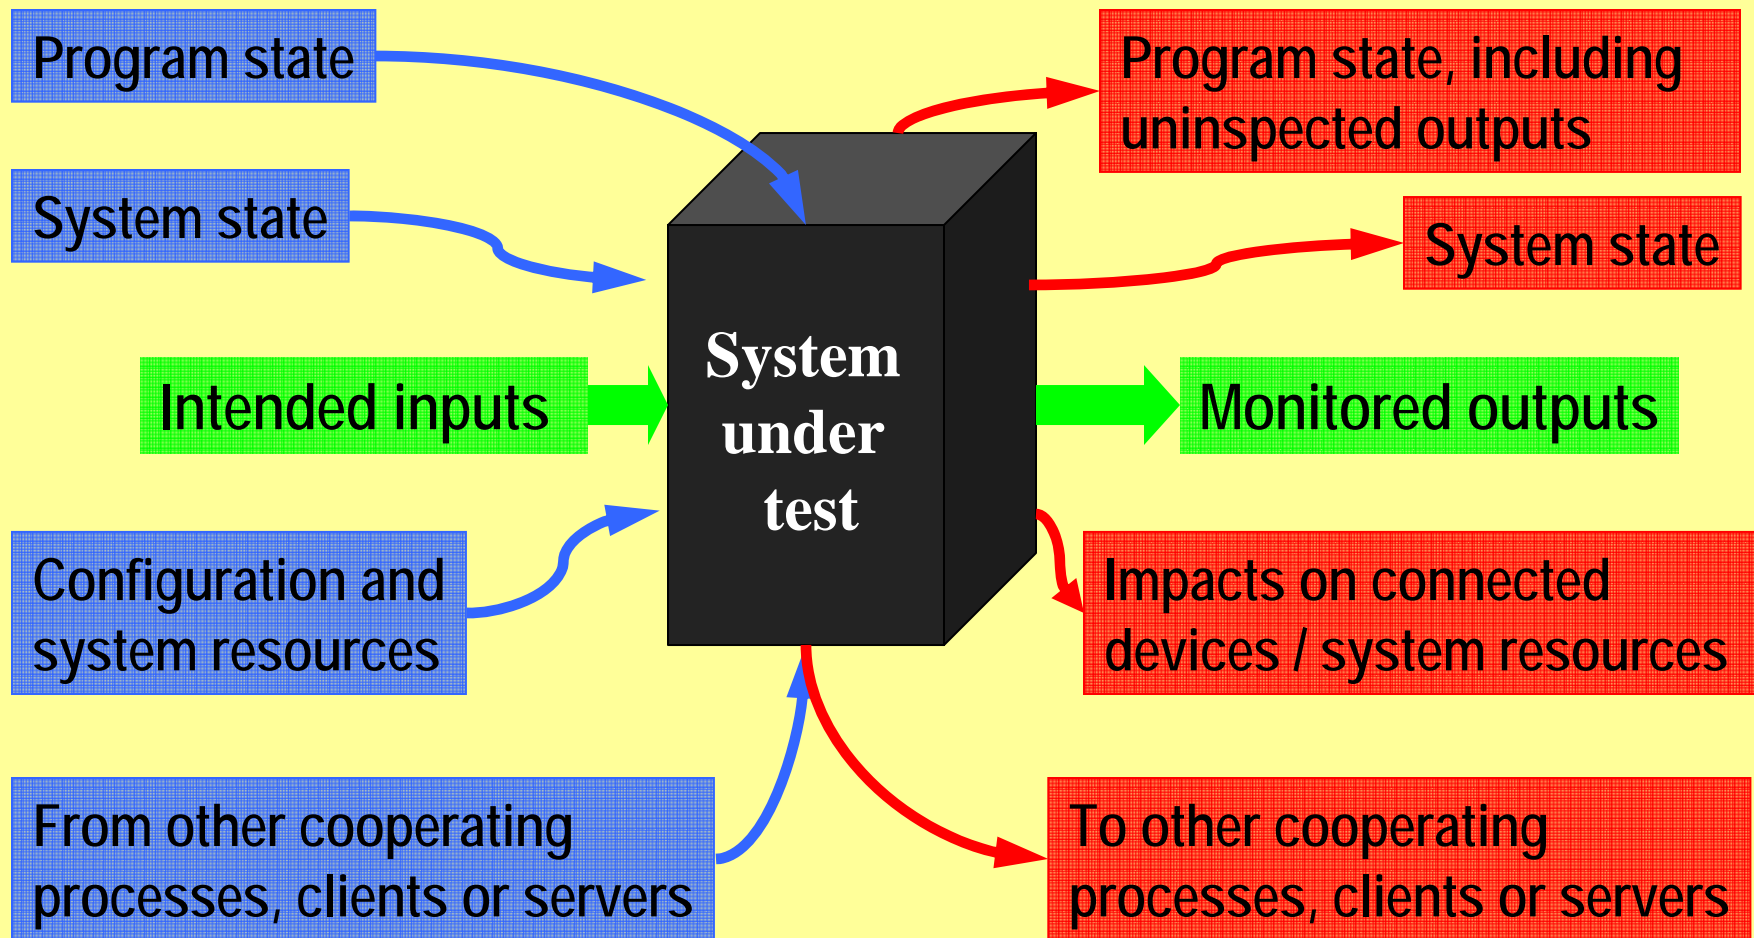 Program state
System state
Intended inputs
Configuration and
system resources
From other cooperating
processes, clients or servers
System
under
test
Program state, including
uninspected outputs
System state
Monitored outputs
Impacts on connected
devices / system resources
To other cooperating
processes, clients or servers